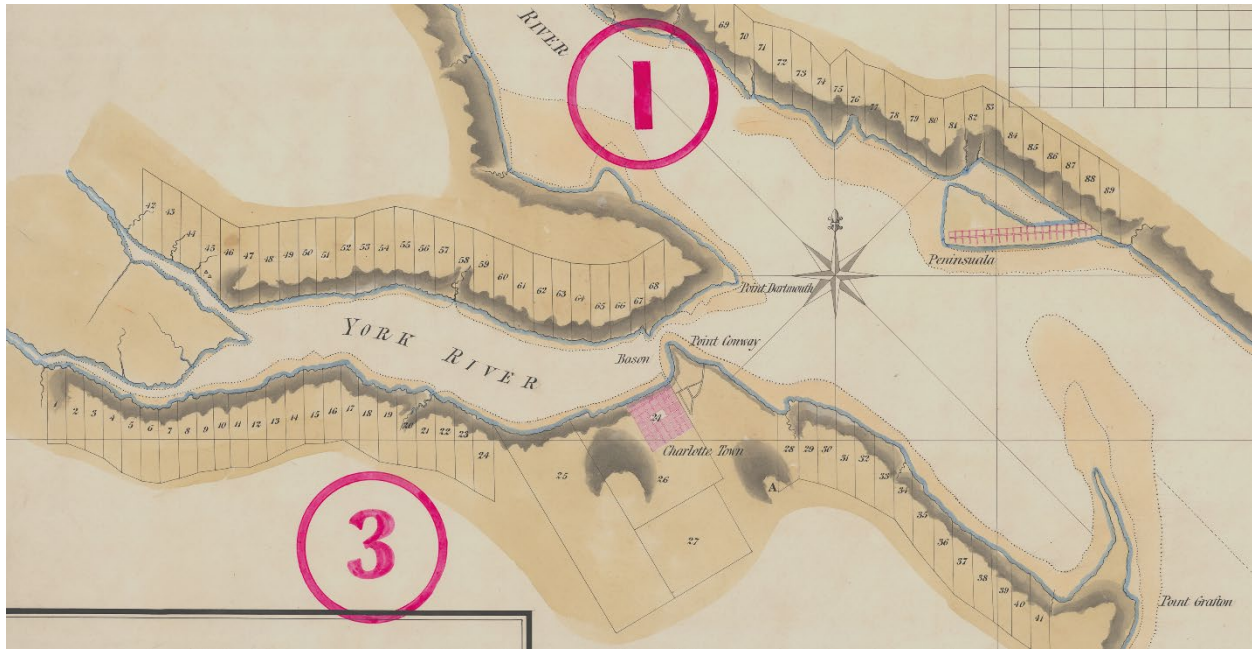 RIVER
1
69 70 71 72 73 74 75 76 77 78 79 80 81 82 83 84 85 86 87 88 89
42 43 44 45 46 47 48 49 50 51 52 53 54 55 56 57 58 59 60 61 62 63 64 65 66 67 68
Peninsuala
Point Dartmouth
YORK RIVER
Bason
Point Conway
1 2 3 4 5 6 7 8 9 10 11 12 13 14 15 16 17 18 19 20 21 22 23 24
Charlotte Town
25 26 27
A
28 29 30 31 32 33 34 35 36 37 38 39 40 41
3
Point Grafton